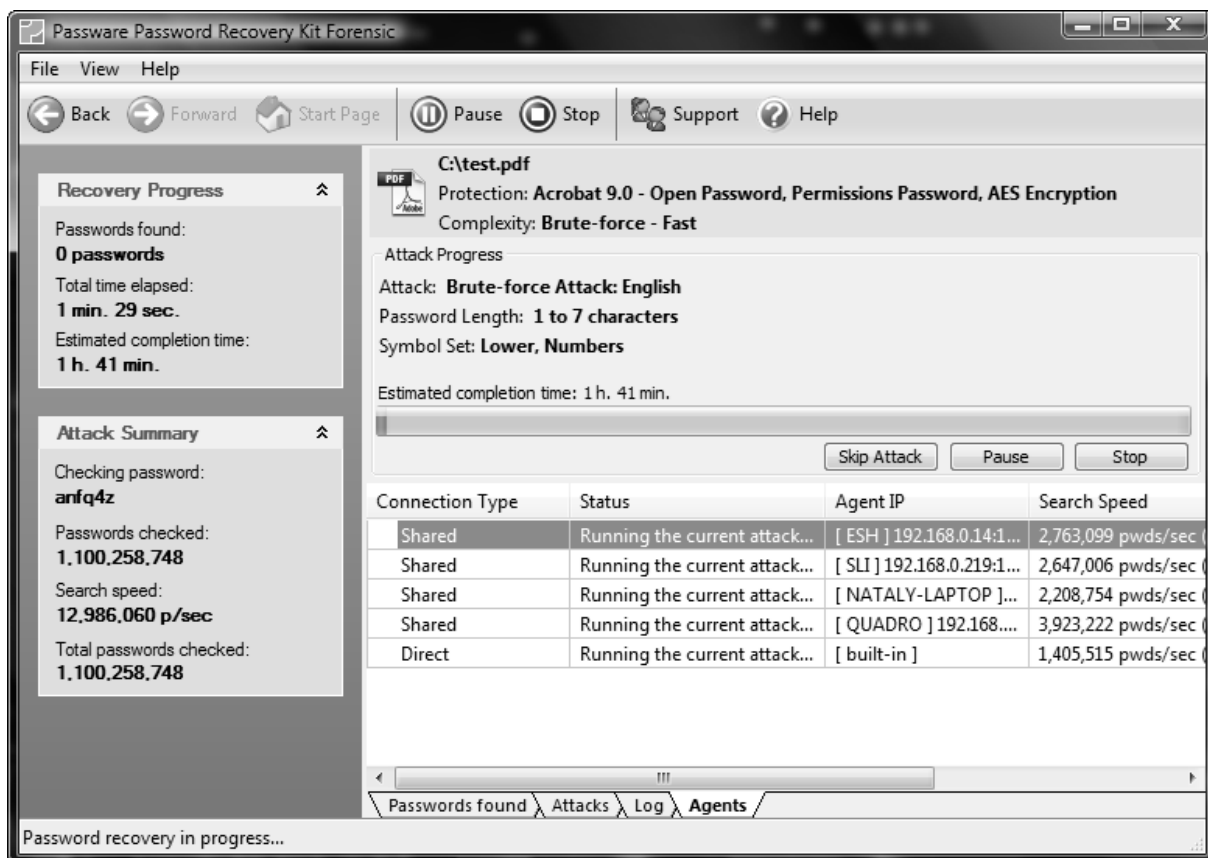 Passware Password Recovery Kit Forensic
File View Help
Back Forward Start Page Pause Stop Support Help
Recovery Progress
Passwords found:
0 passwords
Total time elapsed:
1 min. 29 sec.
Estimated completion time:
1 h. 41 min.
Attack Summary
Checking password:
anfq4z
Passwords checked:
1,100,258,748
Search speed:
12,986,060 p/sec
Total passwords checked:
1,100,258,748
PDF
Adobe
C:\test.pdf
Protection: Acrobat 9.0 - Open Password, Permissions Password, AES Encryption
Complexity: Brute-force - Fast
Attack Progress
Attack: Brute-force Attack: English
Password Length: 1 to 7 characters
Symbol Set: Lower, Numbers
Estimated completion time: 1 h. 41 min.
Skip Attack Pause Stop
Connection Type Status Agent IP Search Speed
Shared Running the current attack... [ ESH ] 192.168.0.14:1... 2,763,099 pwds/sec (
Shared Running the current attack... [ SLI ] 192.168.0.219:1... 2,647,006 pwds/sec (
Shared Running the current attack... [ NATALY-LAPTOP ]... 2,208,754 pwds/sec (
Shared Running the current attack... [ QUADRO ] 192.168.... 3,923,222 pwds/sec (
Direct Running the current attack... [ built-in ] 1,405,515 pwds/sec (
Passwords found Attacks Log Agents
Password recovery in progress...